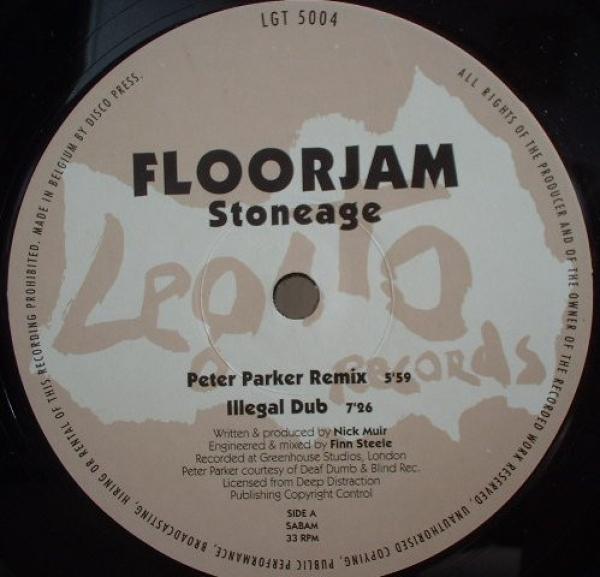 LGT 5004
FLOORJAM
Stoneage
Records
Peter Parker Remix 5'59
Illegal Dub 7'26
Written & produced by Nick Muir
Engineered & mixed by Finn Steele
Recorded at Greenhouse Studios, London
Peter Parker courtesy of Deaf Dumb & Blind Rec.
Licensed from Deep Distraction
Publishing Copyright Control
SIDE A
SABAM
33 RPM
ALL RIGHTS OF THE PRODUCER AND OF THE OWNER OF THE RECORDED WORK RESERVED. UNAUTHORISED COPYING, PUBLIC PERFORMANCE, BROADCASTING, HIRING OR RENTAL OF THIS RECORDING PROHIBITED. MADE IN BELGIUM BY DISCO PRESS.